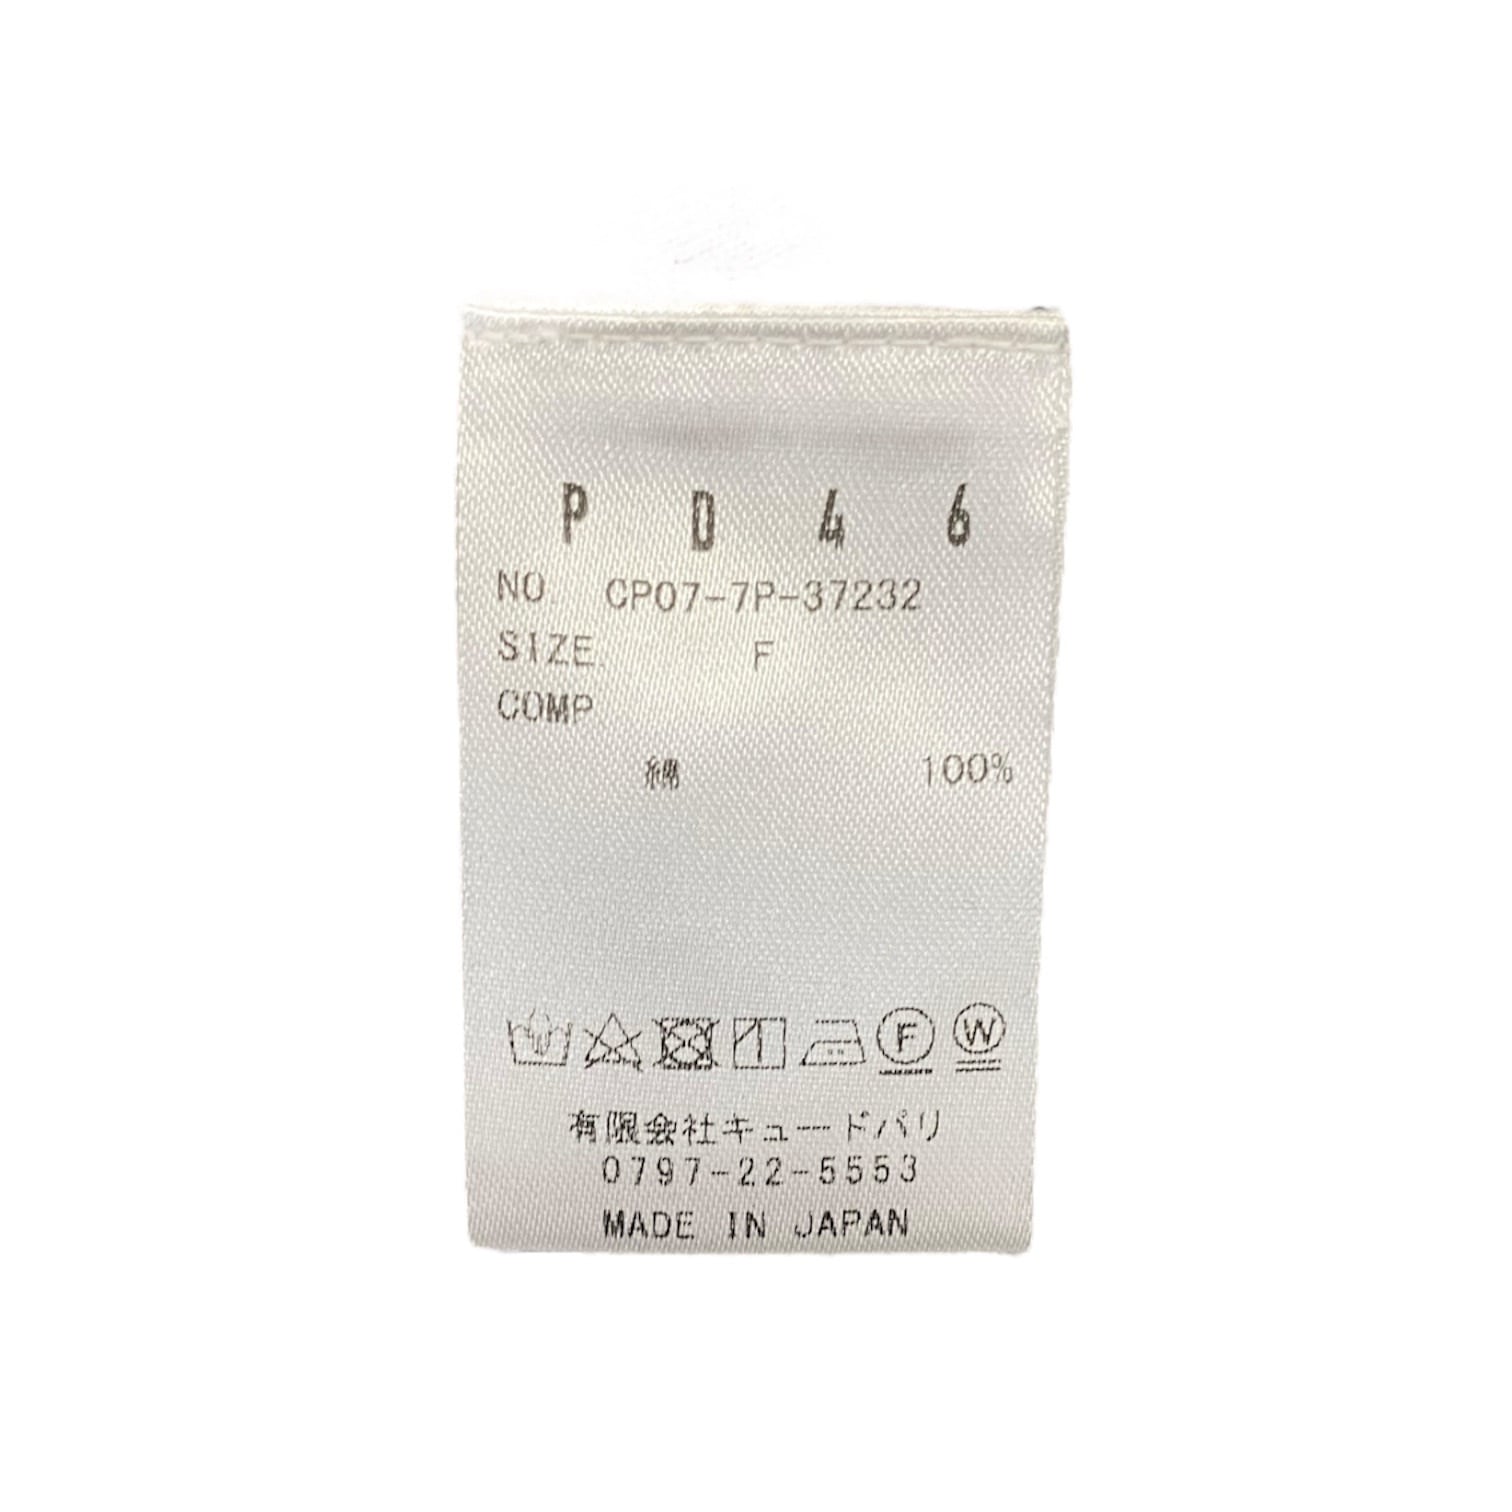 P D 4 6
NO. CP07-7P-37232
SIZE. F
COMP.
綿 100%
F W
有限会社キュードパリ
0797-22-5553
MADE IN JAPAN